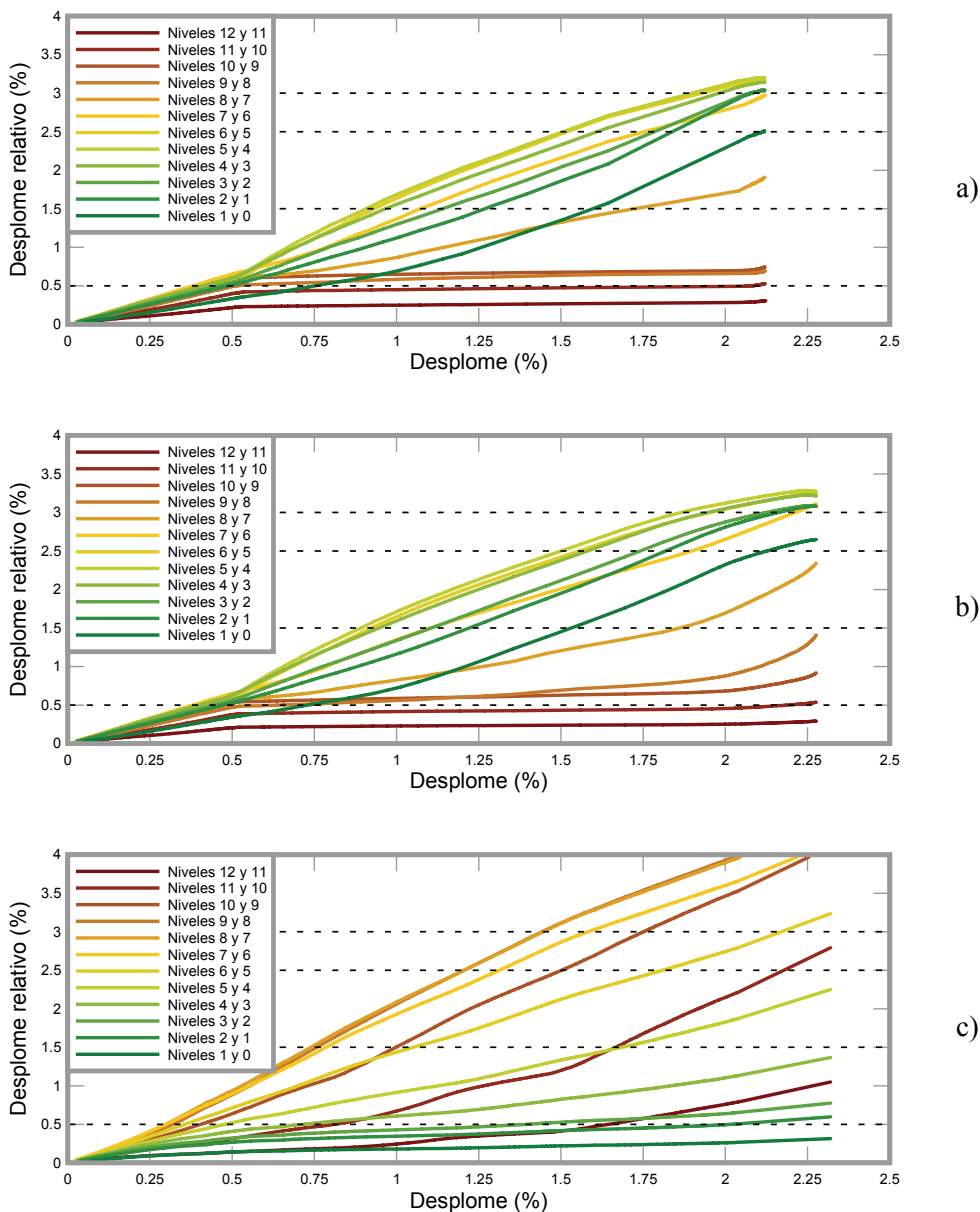 4
3.5
3
2.5
2
1.5
1
0.5
0
Desplome relativo (%)
Niveles 12 y 11
Niveles 11 y 10
Niveles 10 y 9
Niveles 9 y 8
Niveles 8 y 7
Niveles 7 y 6
Niveles 6 y 5
Niveles 5 y 4
Niveles 4 y 3
Niveles 3 y 2
Niveles 2 y 1
Niveles 1 y 0
0 0.25 0.5 0.75 1 1.25 1.5 1.75 2 2.25 2.5
Desplome (%)
a)
4
3.5
3
2.5
2
1.5
1
0.5
0
Desplome relativo (%)
Niveles 12 y 11
Niveles 11 y 10
Niveles 10 y 9
Niveles 9 y 8
Niveles 8 y 7
Niveles 7 y 6
Niveles 6 y 5
Niveles 5 y 4
Niveles 4 y 3
Niveles 3 y 2
Niveles 2 y 1
Niveles 1 y 0
0 0.25 0.5 0.75 1 1.25 1.5 1.75 2 2.25 2.5
Desplome (%)
b)
4
3.5
3
2.5
2
1.5
1
0.5
0
Desplome relativo (%)
Niveles 12 y 11
Niveles 11 y 10
Niveles 10 y 9
Niveles 9 y 8
Niveles 8 y 7
Niveles 7 y 6
Niveles 6 y 5
Niveles 5 y 4
Niveles 4 y 3
Niveles 3 y 2
Niveles 2 y 1
Niveles 1 y 0
0 0.25 0.5 0.75 1 1.25 1.5 1.75 2 2.25 2.5
Desplome (%)
c)